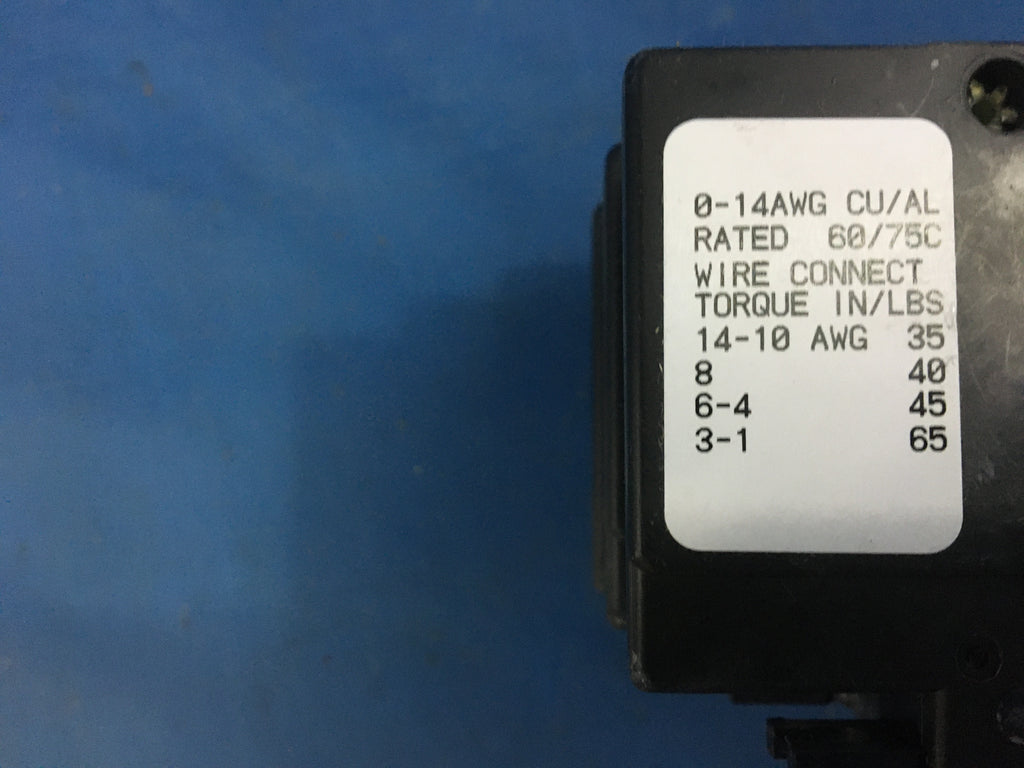 0-14AWG CU/AL
RATED 60/75C
WIRE CONNECT
TORQUE IN/LBS
14-10 AWG 35
8 40
6-4 45
3-1 65